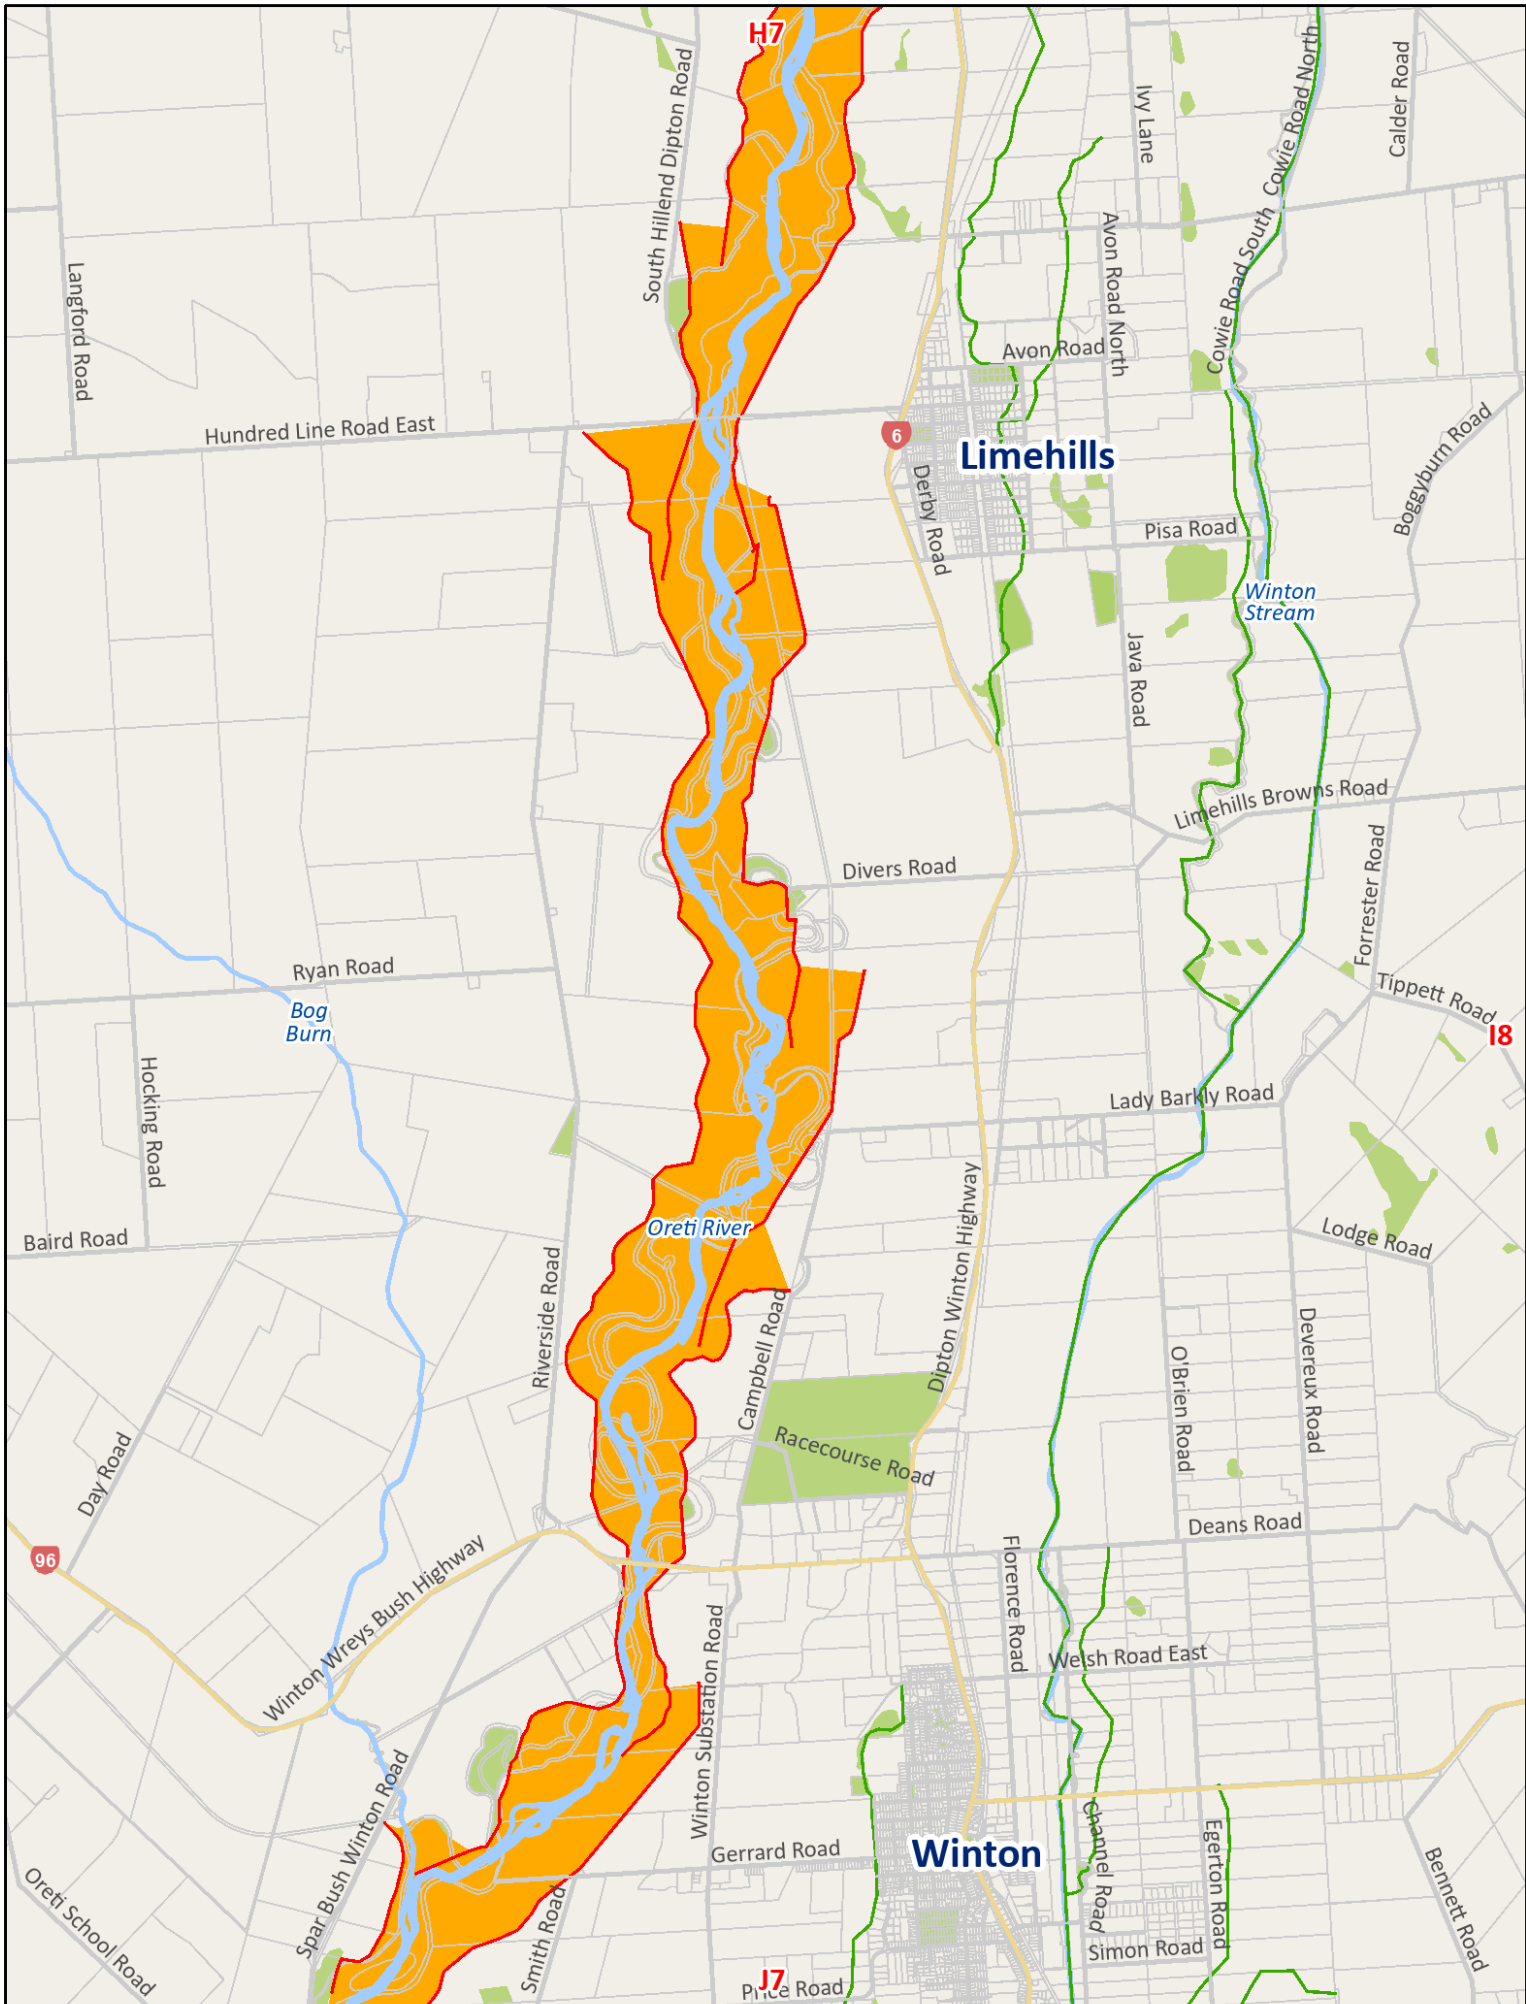 H7
South Hillend Dipton Road
Ivy Lane
Cowie Road North
Calder Road
Langford Road
Avon Road North
Cowie Road South
Avon Road
Hundred Line Road East
6
Limehills
Derby Road
Boggyburn Road
Pisa Road
Winton
Stream
Java Road
Limehills Browns Road
Divers Road
Forrester Road
Ryan Road
Tippett Road
Bog
Burn
I8
Hocking Road
Lady Barkly Road
Oreti River
Baird Road
Lodge Road
Riverside Road
Dipton Winton Highway
Campbell Road
O'Brien Road
Devereux Road
Racecourse Road
Day Road
Deans Road
96
Winton Wreys Bush Highway
Florence Road
Welsh Road East
Winton Substation Road
Spar Bush Winton Road
Channel Road
Egerton Road
Gerrard Road
Winton
Bennett Road
Oreti School Road
Smith Road
Simon Road
J7
Price Road